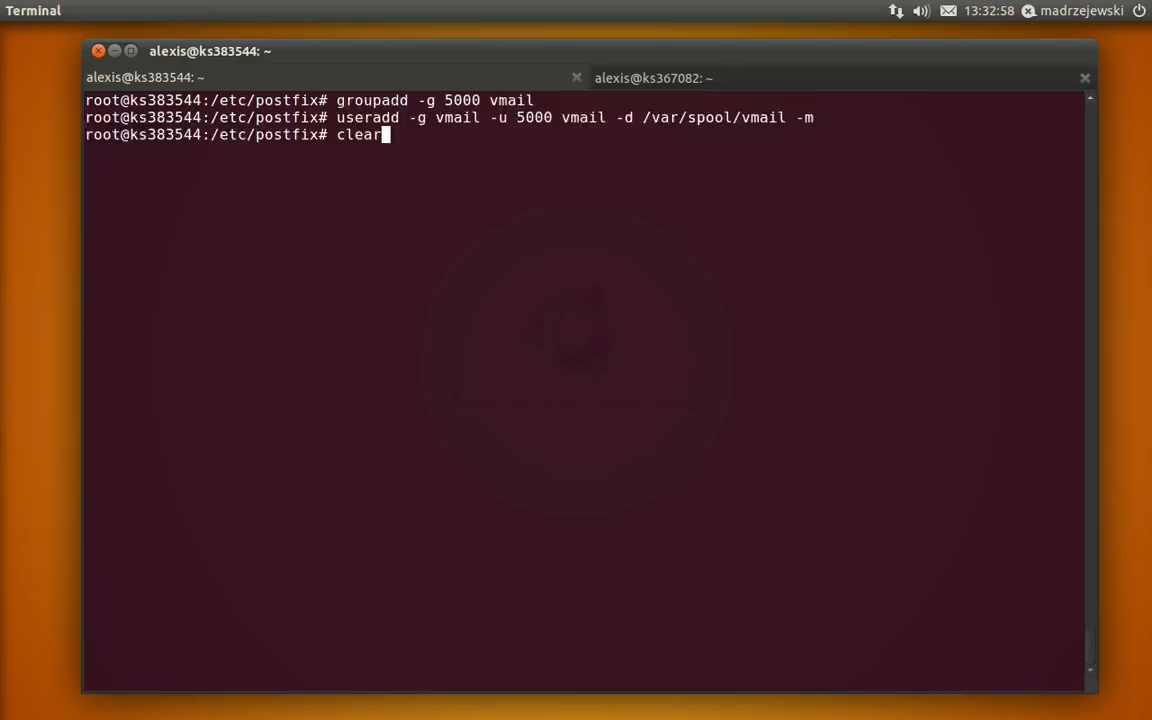 Terminal
13:32:58 madrzejewski
alexis@ks383544: ~
alexis@ks383544: ~
alexis@ks367082: ~
root@ks383544:/etc/postfix# groupadd -g 5000 vmail
root@ks383544:/etc/postfix# useradd -g vmail -u 5000 vmail -d /var/spool/vmail -m
root@ks383544:/etc/postfix# clear